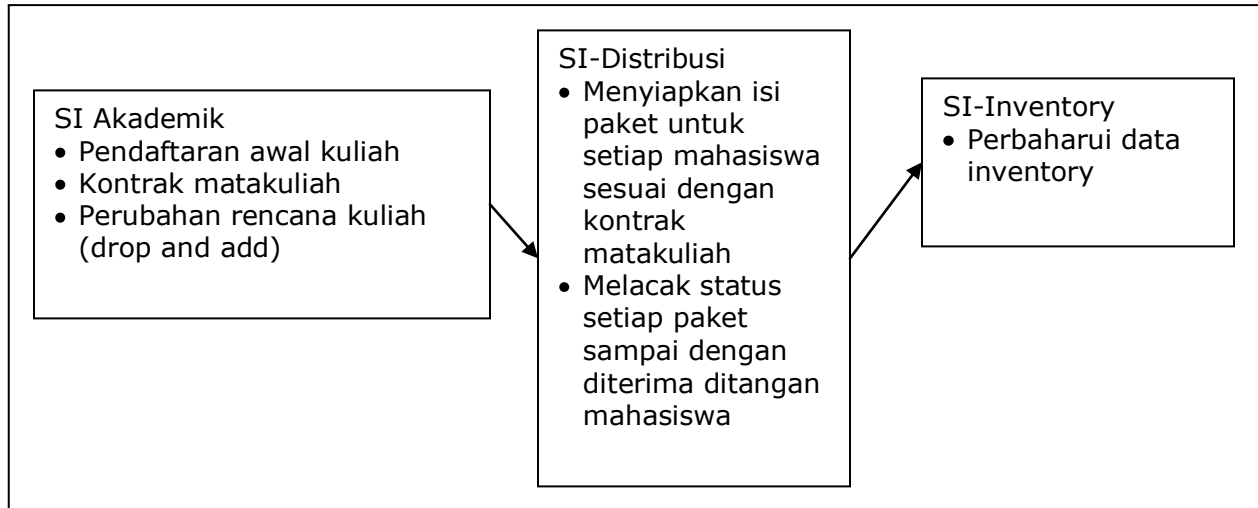 SI Akademik
• Pendaftaran awal kuliah
• Kontrak matakuliah
• Perubahan rencana kuliah
(drop and add)
SI-Distribusi
• Menyiapkan isi
paket untuk
setiap mahasiswa
sesuai dengan
kontrak
matakuliah
• Melacak status
setiap paket
sampai dengan
diterima ditangan
mahasiswa
SI-Inventory
• Perbaharui data
inventory